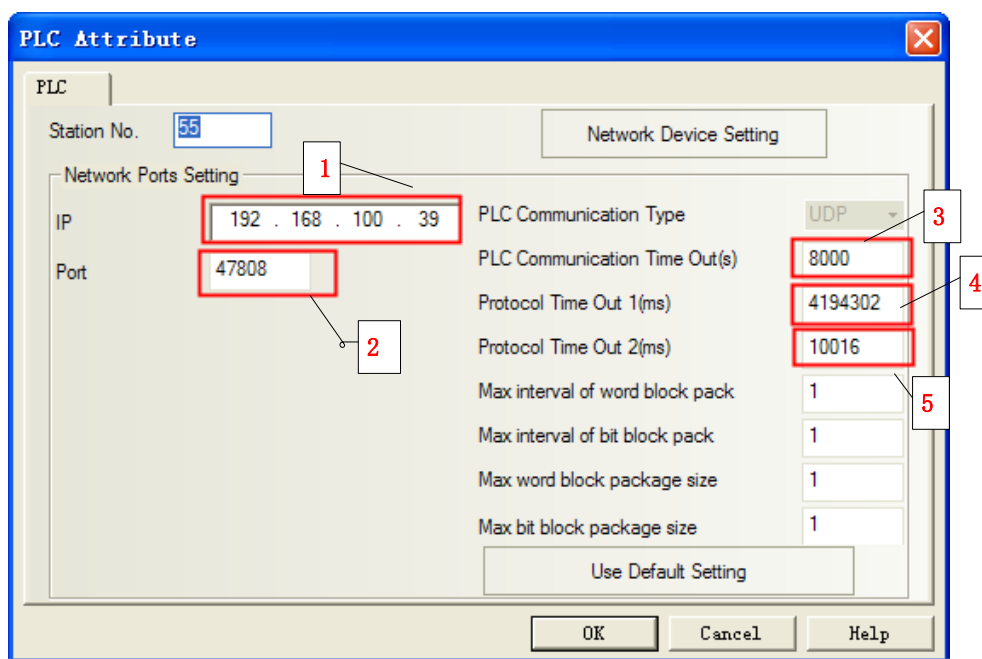 PLC Attribute
PLC
Station No. 55
Network Device Setting
Network Ports Setting
1
IP 192 . 168 . 100 . 39
Port 47808
2
PLC Communication Type UDP
3
PLC Communication Time Out(s) 8000
Protocol Time Out 1(ms) 4194302
4
Protocol Time Out 2(ms) 10016
5
Max interval of word block pack 1
Max interval of bit block pack 1
Max word block package size 1
Max bit block package size 1
Use Default Setting
OK Cancel Help